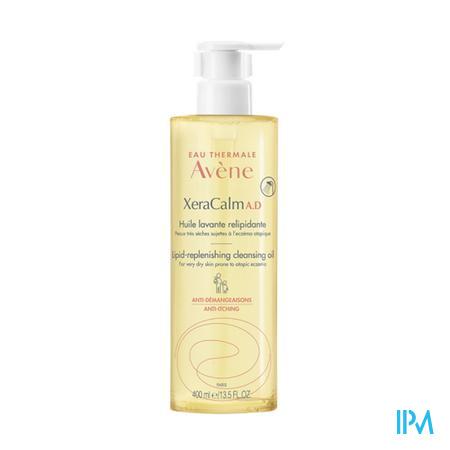 EAU THERMALE
Avène
XeraCalm A.D
Huile lavante relipidante
Peaux très sèches sujettes à l'eczéma atopique
Lipid-replenishing cleansing oil
For very dry skin prone to atopic eczema
ANTI-DÉMANGEAISONS
ANTI-ITCHING
PARIS
400 ml e/13.5 FL. OZ
IPM